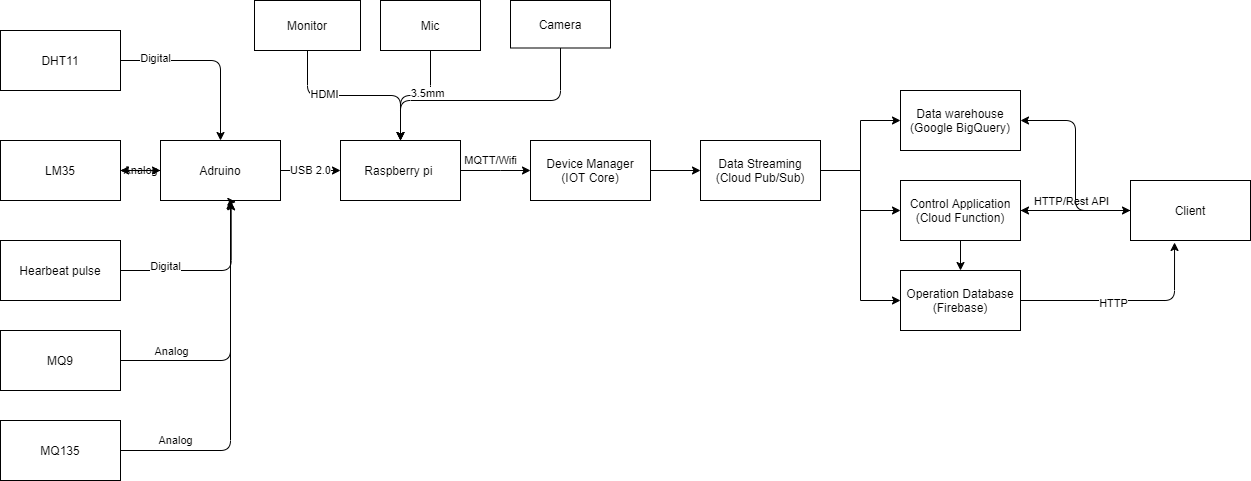 Monitor
Mic
Camera
DHT11
Digital
HDMI
3.5mm
LM35
Analog
Adruino
USB 2.0
Raspberry pi
MQTT/Wifi
Device Manager
(IOT Core)
Data Streaming
(Cloud Pub/Sub)
Data warehouse
(Google BigQuery)
Control Application
(Cloud Function)
HTTP/Rest API
Client
Operation Database
(Firebase)
HTTP
Hearbeat pulse
Digital
MQ9
Analog
MQ135
Analog